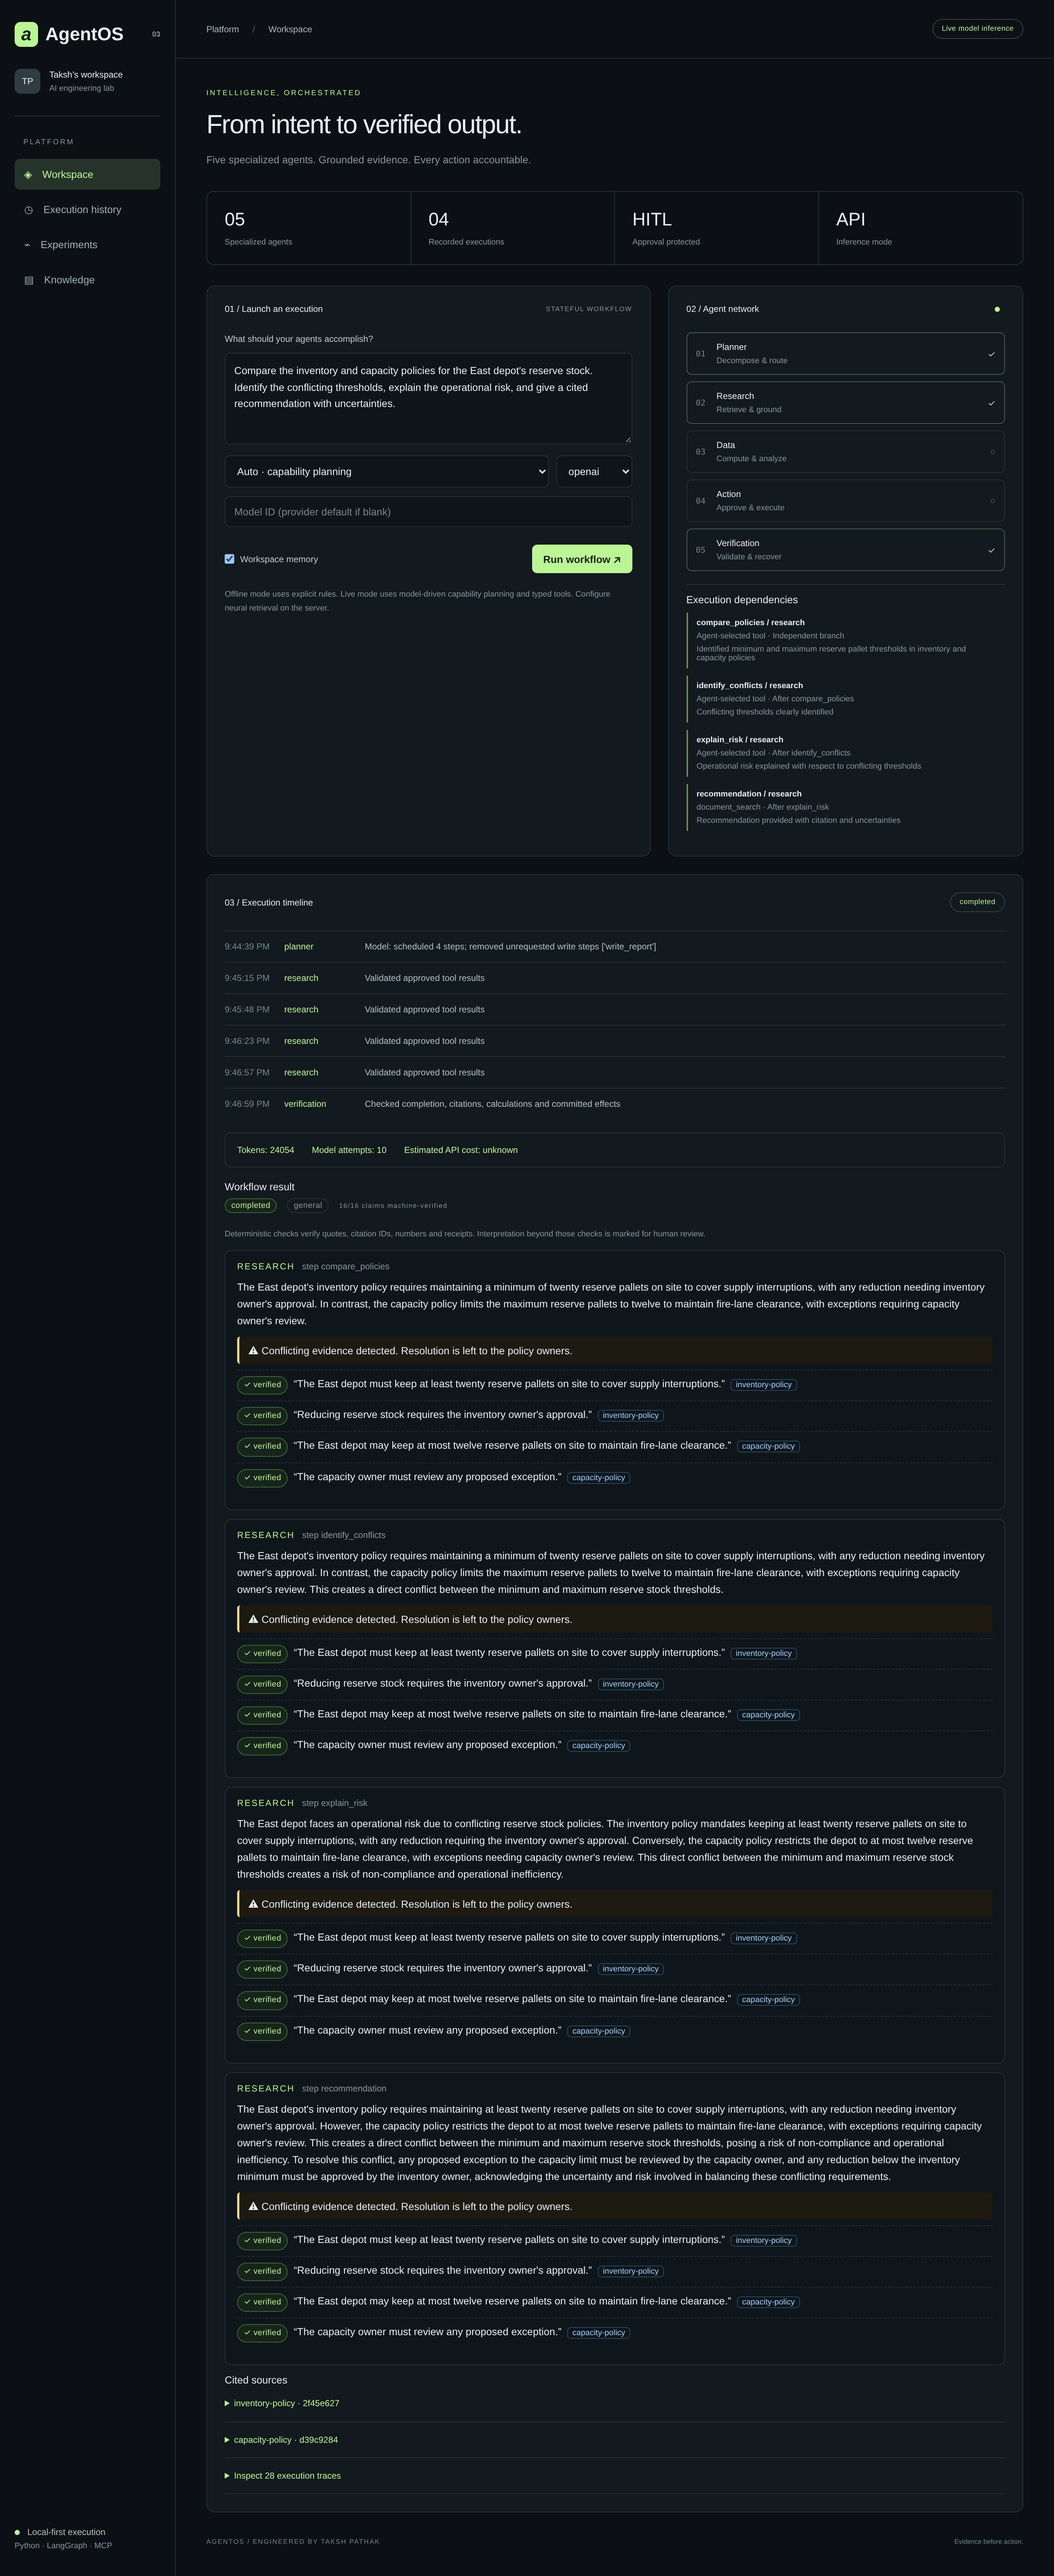 a AgentOS 03
TP
Taksh's workspace
AI engineering lab
PLATFORM
Workspace
Execution history
Experiments
Knowledge
Local-first execution
Python · LangGraph · MCP
Platform / Workspace
Live model inference
INTELLIGENCE, ORCHESTRATED
From intent to verified output.
Five specialized agents. Grounded evidence. Every action accountable.
05
Specialized agents
04
Recorded executions
HITL
Approval protected
API
Inference mode
01 / Launch an execution
STATEFUL WORKFLOW
What should your agents accomplish?
Compare the inventory and capacity policies for the East depot's reserve stock.
Identify the conflicting thresholds, explain the operational risk, and give a cited
recommendation with uncertainties.
Auto · capability planning
openai
Model ID (provider default if blank)
Workspace memory
Run workflow ↗
Offline mode uses explicit rules. Live mode uses model-driven capability planning and typed tools. Configure
neural retrieval on the server.
02 / Agent network
01
Planner
Decompose & route
✓
02
Research
Retrieve & ground
✓
03
Data
Compute & analyze
○
04
Action
Approve & execute
○
05
Verification
Validate & recover
✓
Execution dependencies
compare_policies / research
Agent-selected tool · Independent branch
Identified minimum and maximum reserve pallet thresholds in inventory and
capacity policies
identify_conflicts / research
Agent-selected tool · After compare_policies
Conflicting thresholds clearly identified
explain_risk / research
Agent-selected tool · After identify_conflicts
Operational risk explained with respect to conflicting thresholds
recommendation / research
document_search · After explain_risk
Recommendation provided with citation and uncertainties
03 / Execution timeline
completed
9:44:39 PM planner Model: scheduled 4 steps; removed unrequested write steps ['write_report']
9:45:15 PM research Validated approved tool results
9:45:48 PM research Validated approved tool results
9:46:23 PM research Validated approved tool results
9:46:57 PM research Validated approved tool results
9:46:59 PM verification Checked completion, citations, calculations and committed effects
Tokens: 24054 Model attempts: 10 Estimated API cost: unknown
Workflow result
completed general 16/16 claims machine-verified
Deterministic checks verify quotes, citation IDs, numbers and receipts. Interpretation beyond those checks is marked for human review.
RESEARCH step compare_policies
The East depot's inventory policy requires maintaining a minimum of twenty reserve pallets on site to cover supply interruptions, with any reduction needing inventory
owner's approval. In contrast, the capacity policy limits the maximum reserve pallets to twelve to maintain fire-lane clearance, with exceptions requiring capacity
owner's review.
⚠ Conflicting evidence detected. Resolution is left to the policy owners.
✓ verified “The East depot must keep at least twenty reserve pallets on site to cover supply interruptions.” inventory-policy
✓ verified “Reducing reserve stock requires the inventory owner's approval.” inventory-policy
✓ verified “The East depot may keep at most twelve reserve pallets on site to maintain fire-lane clearance.” capacity-policy
✓ verified “The capacity owner must review any proposed exception.” capacity-policy
RESEARCH step identify_conflicts
The East depot's inventory policy requires maintaining a minimum of twenty reserve pallets on site to cover supply interruptions, with any reduction needing inventory
owner's approval. In contrast, the capacity policy limits the maximum reserve pallets to twelve to maintain fire-lane clearance, with exceptions requiring capacity
owner's review. This creates a direct conflict between the minimum and maximum reserve stock thresholds.
⚠ Conflicting evidence detected. Resolution is left to the policy owners.
✓ verified “The East depot must keep at least twenty reserve pallets on site to cover supply interruptions.” inventory-policy
✓ verified “Reducing reserve stock requires the inventory owner's approval.” inventory-policy
✓ verified “The East depot may keep at most twelve reserve pallets on site to maintain fire-lane clearance.” capacity-policy
✓ verified “The capacity owner must review any proposed exception.” capacity-policy
RESEARCH step explain_risk
The East depot faces an operational risk due to conflicting reserve stock policies. The inventory policy mandates keeping at least twenty reserve pallets on site to
cover supply interruptions, with any reduction requiring the inventory owner's approval. Conversely, the capacity policy restricts the depot to at most twelve reserve
pallets to maintain fire-lane clearance, with exceptions needing capacity owner's review. This direct conflict between the minimum and maximum reserve stock
thresholds creates a risk of non-compliance and operational inefficiency.
⚠ Conflicting evidence detected. Resolution is left to the policy owners.
✓ verified “The East depot must keep at least twenty reserve pallets on site to cover supply interruptions.” inventory-policy
✓ verified “Reducing reserve stock requires the inventory owner's approval.” inventory-policy
✓ verified “The East depot may keep at most twelve reserve pallets on site to maintain fire-lane clearance.” capacity-policy
✓ verified “The capacity owner must review any proposed exception.” capacity-policy
RESEARCH step recommendation
The East depot's inventory policy requires maintaining at least twenty reserve pallets on site to cover supply interruptions, with any reduction needing inventory
owner's approval. However, the capacity policy restricts the depot to at most twelve reserve pallets to maintain fire-lane clearance, with exceptions requiring capacity
owner's review. This creates a direct conflict between the minimum and maximum reserve stock thresholds, posing a risk of non-compliance and operational
inefficiency. To resolve this conflict, any proposed exception to the capacity limit must be reviewed by the capacity owner, and any reduction below the inventory
minimum must be approved by the inventory owner, acknowledging the uncertainty and risk involved in balancing these conflicting requirements.
⚠ Conflicting evidence detected. Resolution is left to the policy owners.
✓ verified “The East depot must keep at least twenty reserve pallets on site to cover supply interruptions.” inventory-policy
✓ verified “Reducing reserve stock requires the inventory owner's approval.” inventory-policy
✓ verified “The East depot may keep at most twelve reserve pallets on site to maintain fire-lane clearance.” capacity-policy
✓ verified “The capacity owner must review any proposed exception.” capacity-policy
Cited sources
▶ inventory-policy · 2f45e627
▶ capacity-policy · d39c9284
▶ Inspect 28 execution traces
AGENTOS / ENGINEERED BY TAKSH PATHAK
Evidence before action.